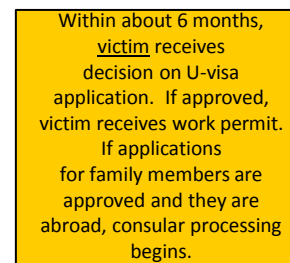 Within about 6 months,
victim receives
decision on U-visa
application.  If approved,
victim receives work permit.
If applications
for family members are
approved and they are
abroad, consular processing
begins.